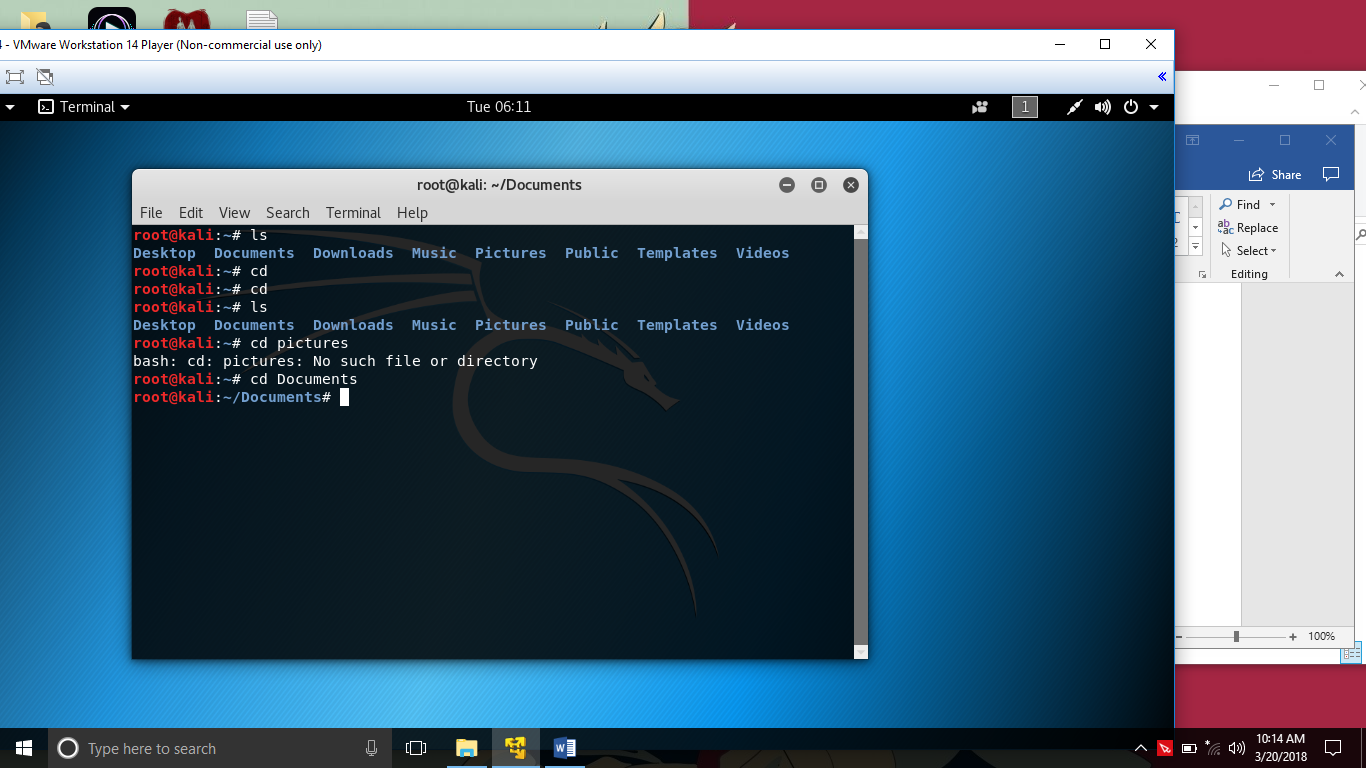 4 - VMware Workstation 14 Player (Non-commercial use only)
Terminal
Tue 06:11
1
root@kali: ~/Documents
File Edit View Search Terminal Help
root@kali:~# ls
Desktop Documents Downloads Music Pictures Public Templates Videos
root@kali:~# cd
root@kali:~# cd
root@kali:~# ls
Desktop Documents Downloads Music Pictures Public Templates Videos
root@kali:~# cd pictures
bash: cd: pictures: No such file or directory
root@kali:~# cd Documents
root@kali:~/Documents#
Share
Find
Replace
Select
Editing
100%
Type here to search
10:14 AM
3/20/2018